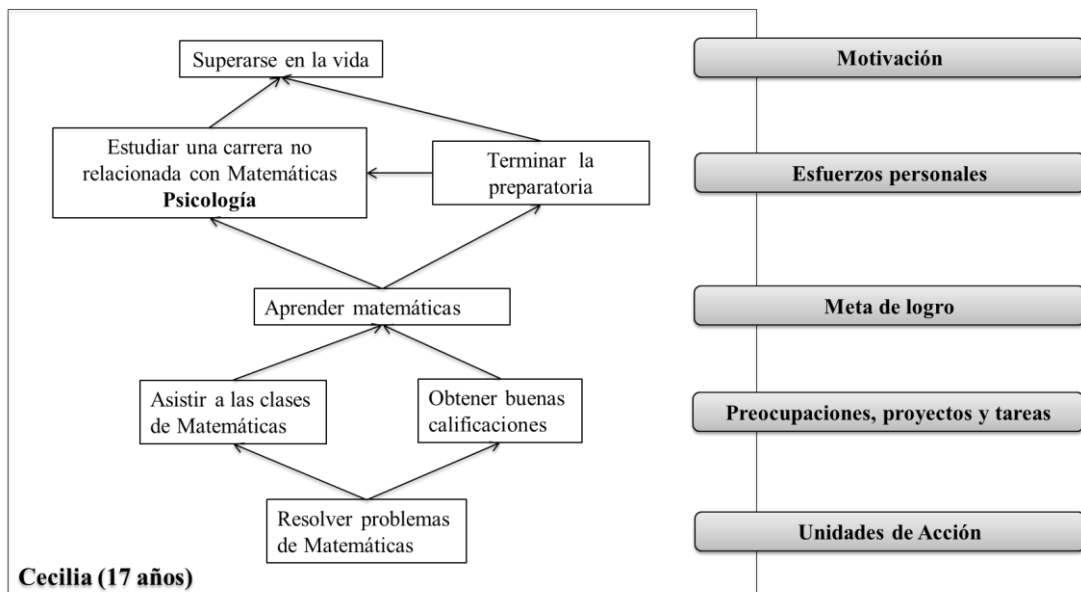 Superarse en la vida
Motivación
Estudiar una carrera no
relacionada con Matemáticas
Psicología
Terminar la
preparatoria
Esfuerzos personales
Aprender matemáticas
Meta de logro
Asistir a las clases
de Matemáticas
Obtener buenas
calificaciones
Preocupaciones, proyectos y tareas
Resolver problemas
de Matemáticas
Unidades de Acción
Cecilia (17 años)